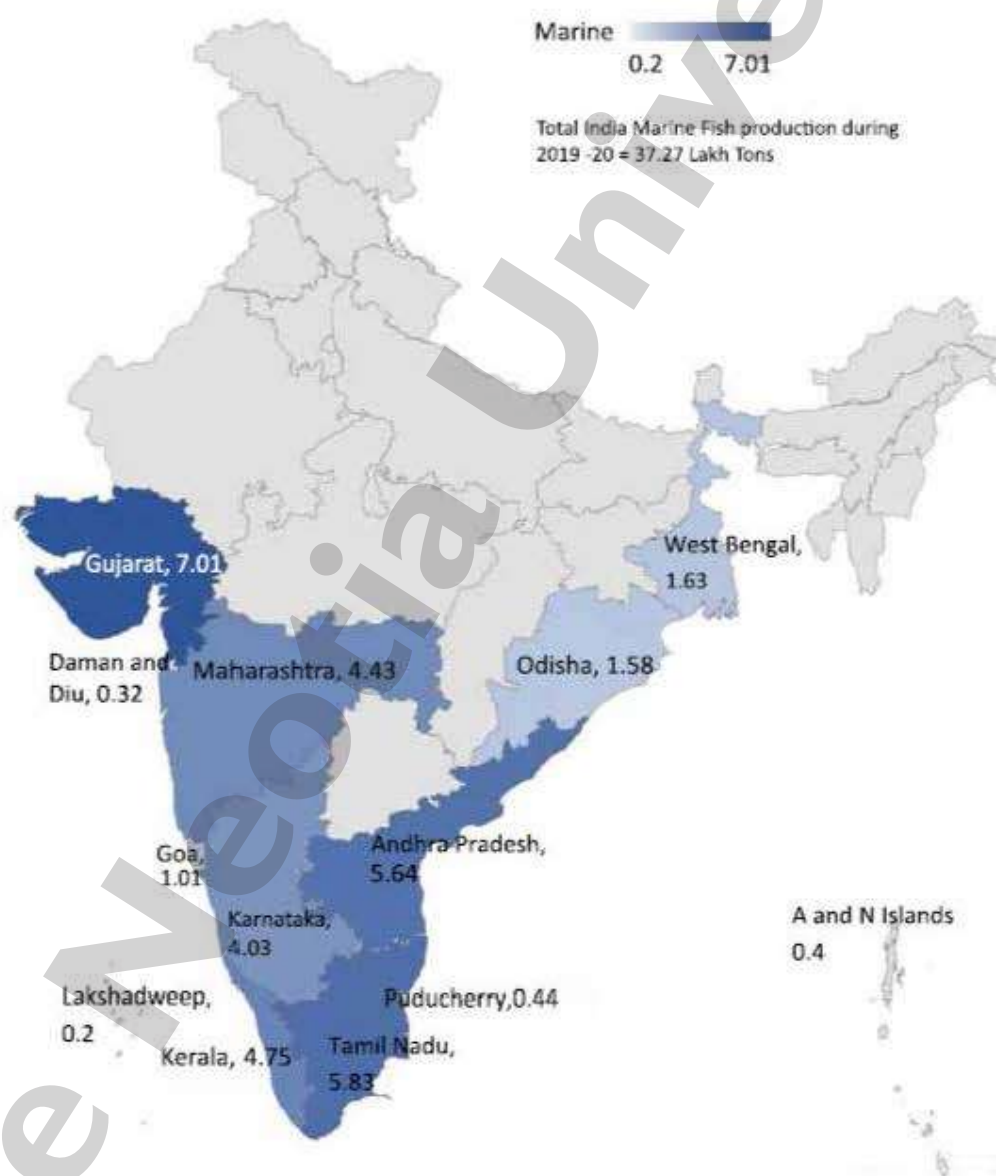 Marine
0.2 7.01
Total India Marine Fish production during
2019 -20 = 37.27 Lakh Tons
West Bengal,
1.63
Gujarat, 7.01
Daman and
Diu, 0.32
Maharashtra, 4.43
Odisha, 1.58
Andhra Pradesh,
5.64
Goa,
1.01
Karnataka,
4.03
A and N Islands
0.4
Lakshadweep,
0.2
Puducherry,0.44
Kerala, 4.75
Tamil Nadu,
5.83
e Neotia Unive